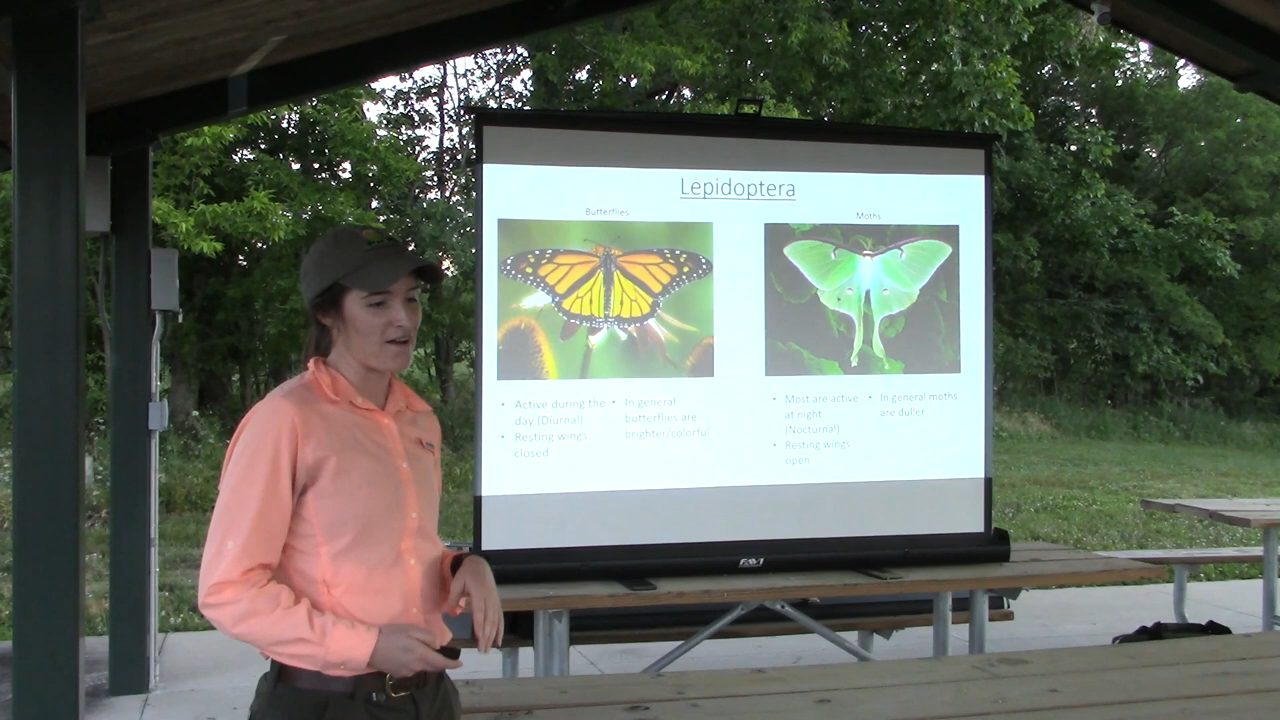 Lepidoptera
Butterflies
Active during the
day (Diurnal)
Resting wings
closed
In general
butterflies are
brighter/colorful
Moths
Most are active
at night
(Nocturnal)
Resting wings
open
In general moths
are duller
FAVI